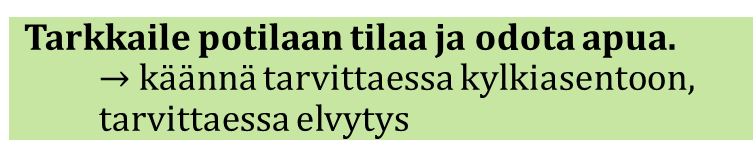 Tarkkaile potilaan tilaa ja odota apua.
→ käännä tarvittaessa kylkiasentoon,
tarvittaessa elvytys